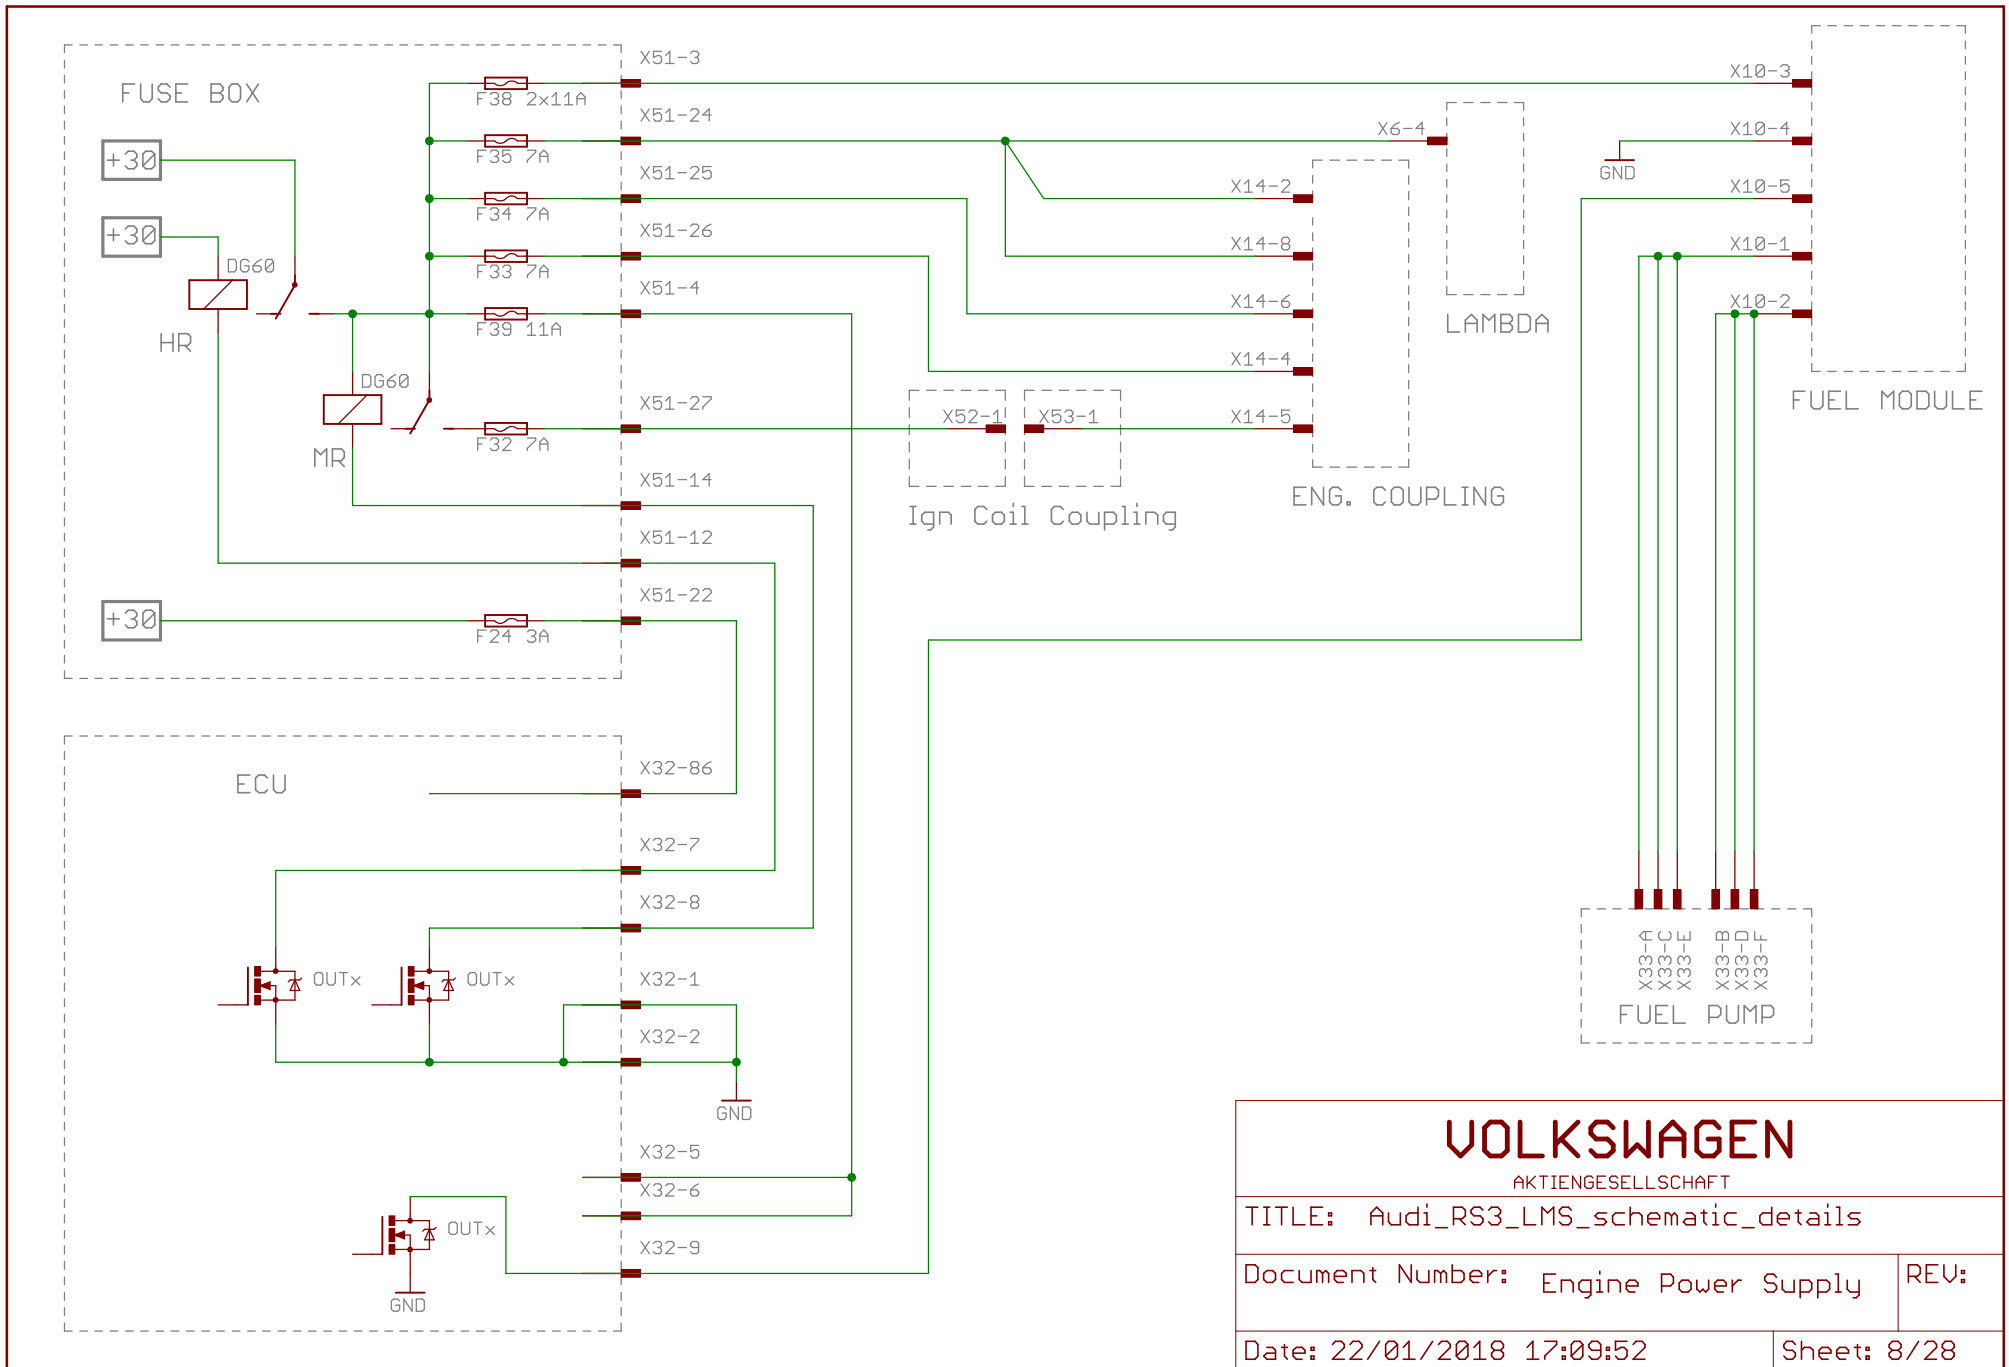 FUSE BOX
+30
+30
DG60
HR
DG60
MR
+30
F38 2x11A
F35 7A
F34 7A
F33 7A
F39 11A
F32 7A
F24 3A
X51-3
X51-24
X51-25
X51-26
X51-4
X51-27
X51-14
X51-12
X51-22
X52-1
X53-1
Ign Coil Coupling
X14-2
X14-8
X14-6
X14-4
X14-5
ENG. COUPLING
X6-4
LAMBDA
X10-3
X10-4
GND
X10-5
X10-1
X10-2
FUEL MODULE
ECU
X32-86
X32-7
X32-8
OUTx
OUTx
X32-1
X32-2
GND
X32-5
X32-6
OUTx
X32-9
GND
X33-A
X33-C
X33-E
X33-B
X33-D
X33-F
FUEL PUMP
VOLKSWAGEN
AKTIENGESELLSCHAFT
TITLE: Audi_RS3_LMS_schematic_details
Document Number: Engine Power Supply
REV:
Date: 22/01/2018 17:09:52
Sheet: 8/28